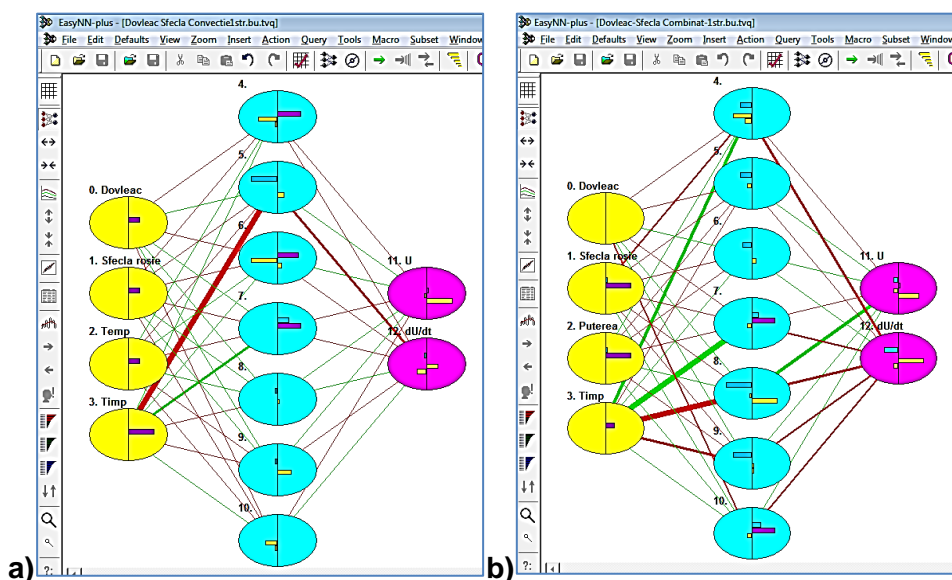 EasyNN-plus - [Dovleac Sfecla Convectie1str.bu.tvq]
File Edit Defaults View Zoom Insert Action Query Tools Macro Subset Window
4.
5.
0. Dovleac
6.
1. Sfecla rosie
11. U
7.
2. Temp
12. dU/dt
8.
3. Timp
9.
10.
?:
a)
EasyNN-plus - [Dovleac-Sfecla Combinat-1str.bu.tvq]
File Edit Defaults View Zoom Insert Action Query Tools Macro Subset Window
4.
5.
0. Dovleac
6.
1. Sfecla rosie
11. U
7.
2. Puterea
12. dU/dt
8.
3. Timp
9.
10.
?:
b)